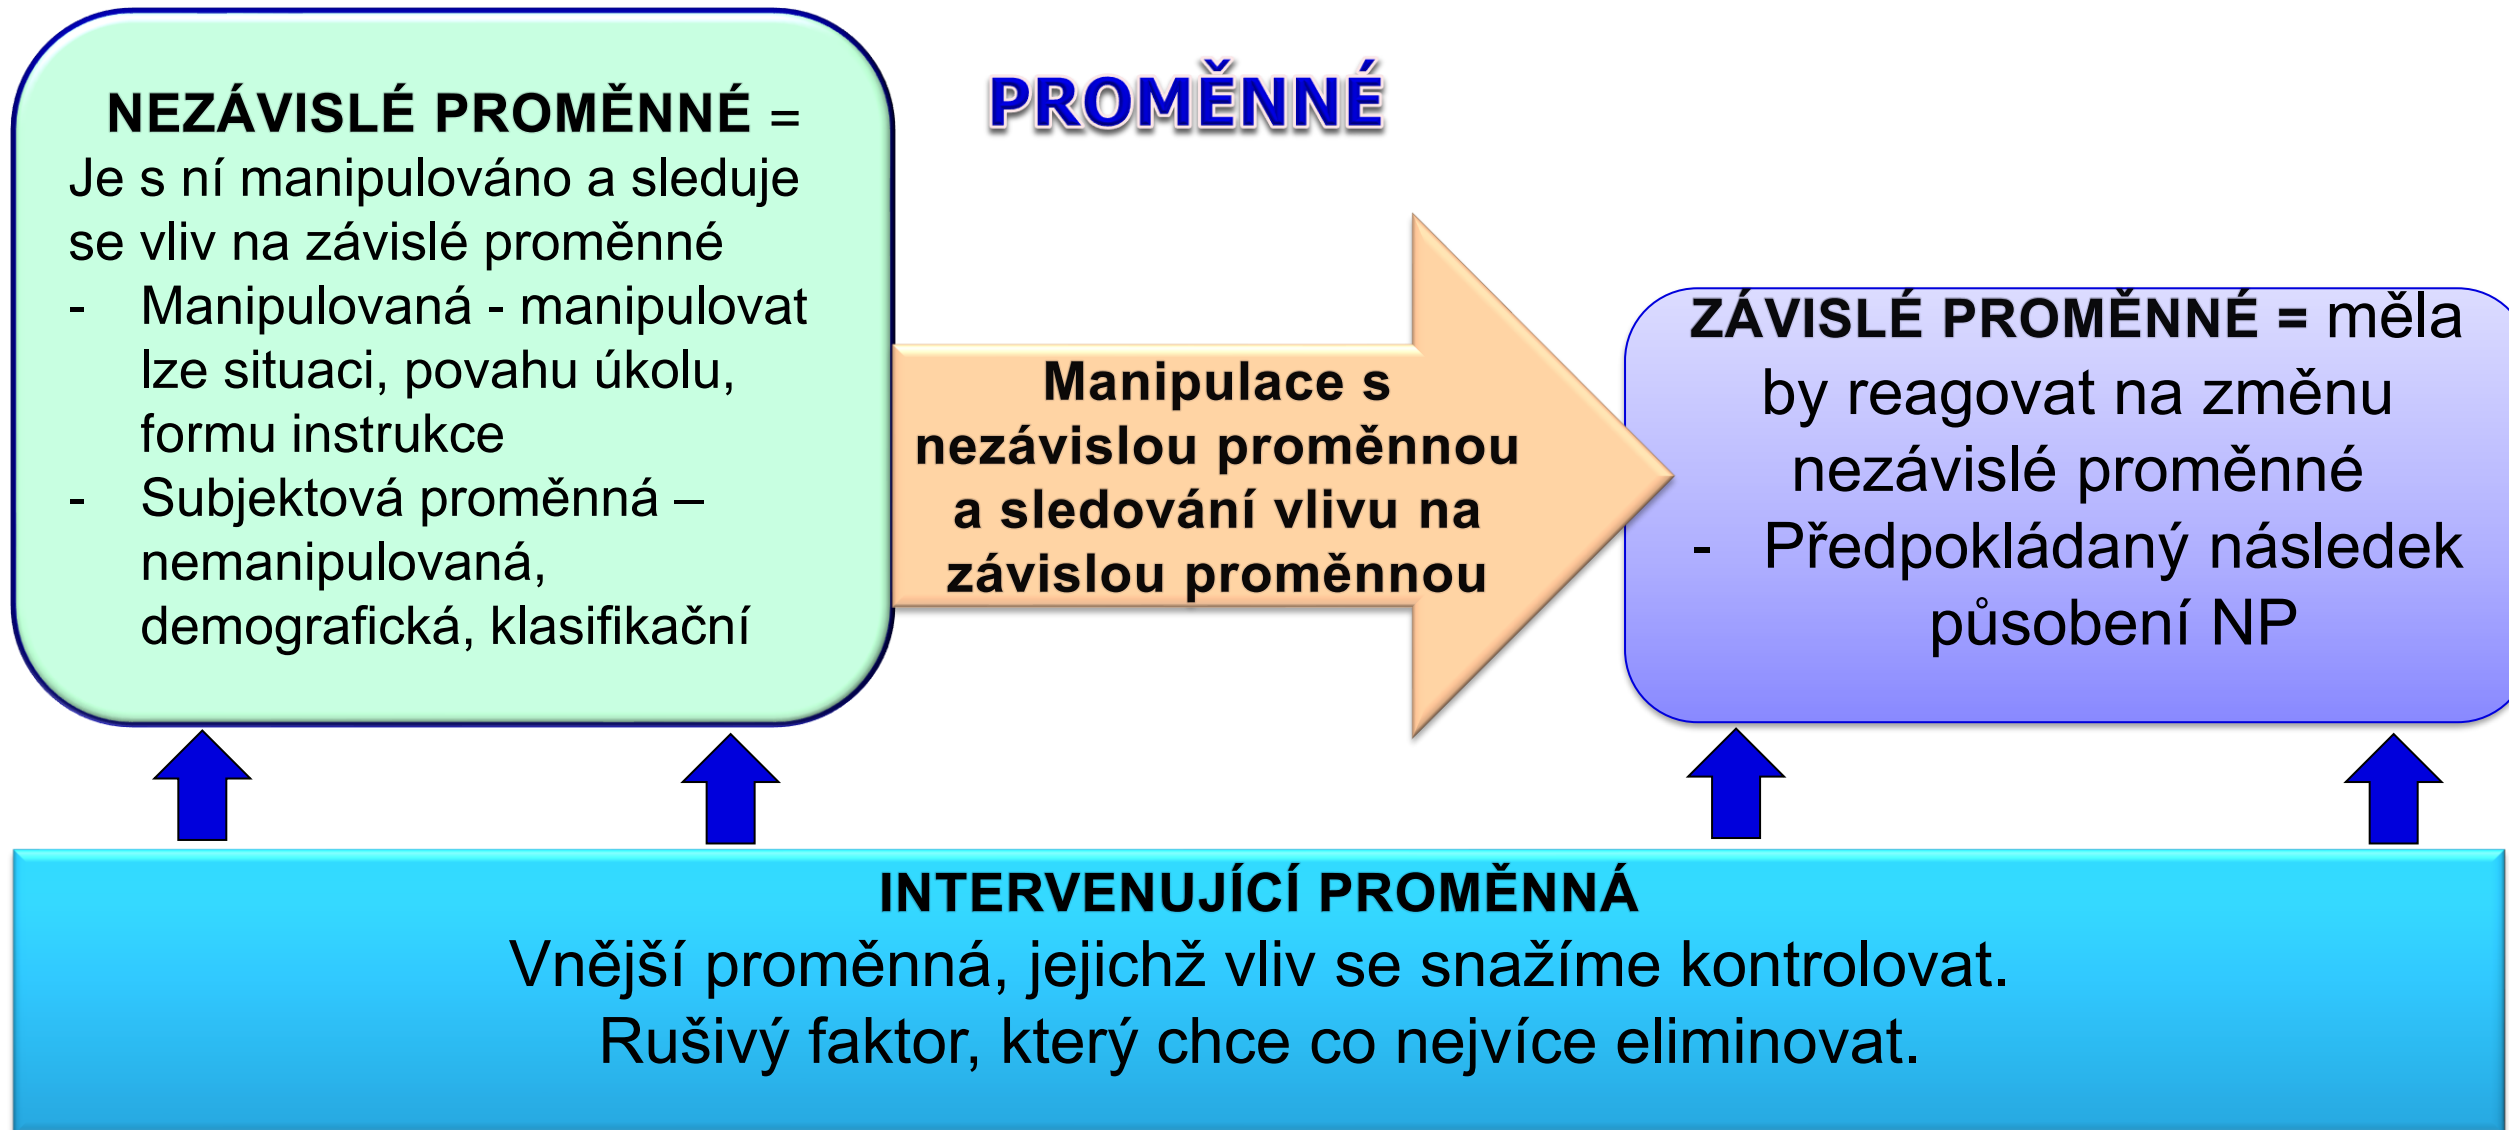 PROMĚNNÉ
NEZÁVISLÉ PROMĚNNÉ =
Je s ní manipulováno a sleduje
se vliv na závislé proměnné
- Manipulovaná - manipulovat
lze situaci, povahu úkolu,
formu instrukce
- Subjektová proměnná –
nemanipulovaná,
demografická, klasifikační
Manipulace s
nezávislou proměnnou
a sledování vlivu na
závislou proměnnou
ZÁVISLÉ PROMĚNNÉ = měla
by reagovat na změnu
nezávislé proměnné
- Předpokládaný následek
působení NP
INTERVENUJÍCÍ PROMĚNNÁ
Vnější proměnná, jejichž vliv se snažíme kontrolovat.
Rušivý faktor, který chce co nejvíce eliminovat.